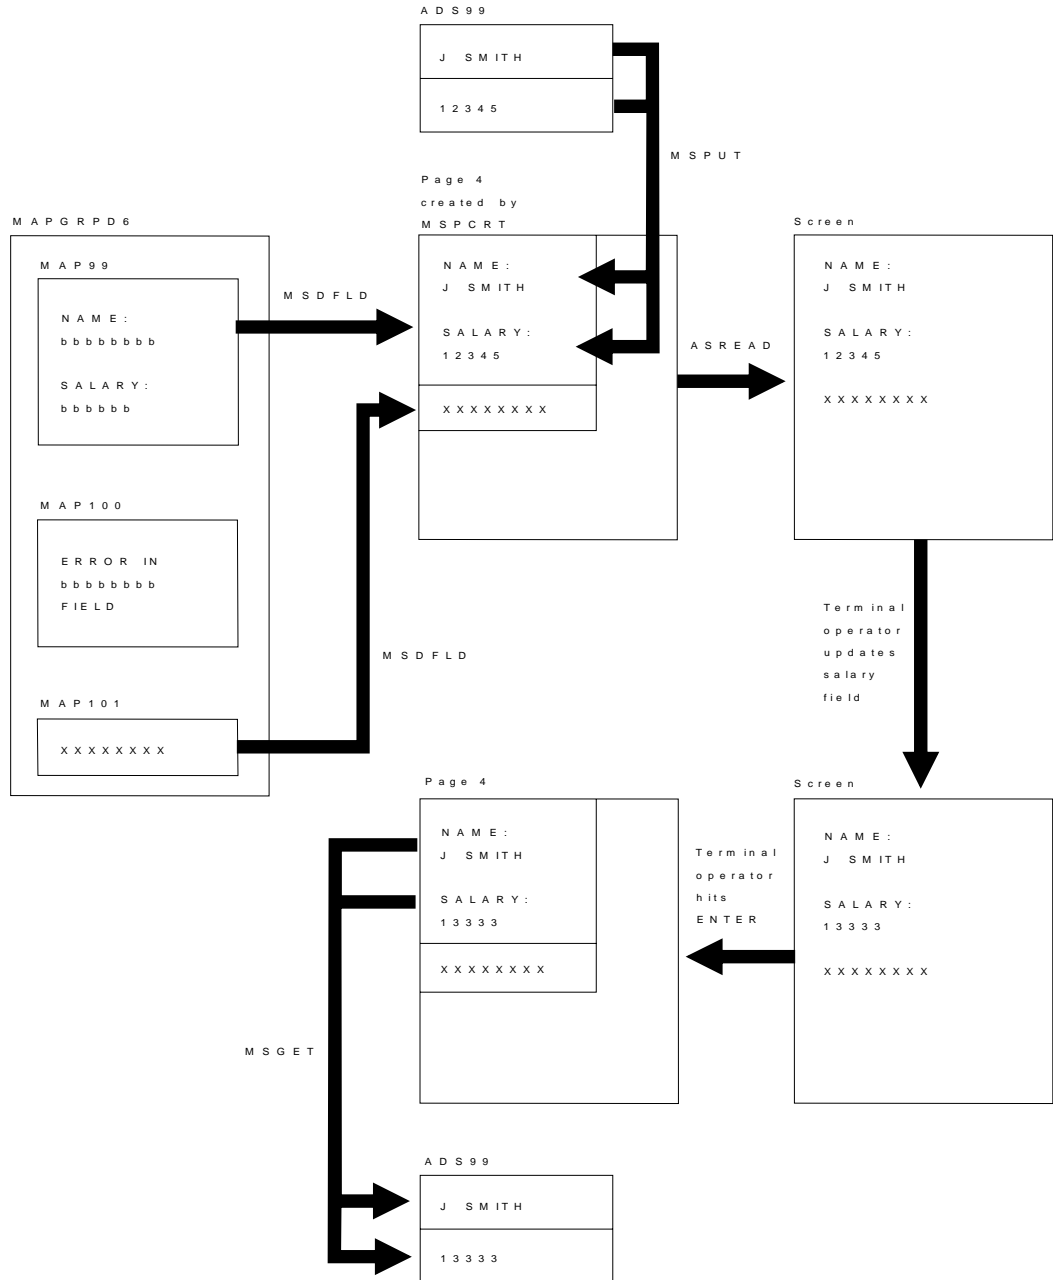 ADS99
J SMITH
12345
MSPUT
Page 4
created by
MSPCRT
MAPGRPD6
MAP99
NAME:
bbbbbbbb
SALARY:
bbbbbb
MSDFLD
NAME:
J SMITH
SALARY:
12345
XXXXXXXX
ASREAD
Screen
NAME:
J SMITH
SALARY:
12345
XXXXXXXX
MAP100
ERROR IN
bbbbbbbb
FIELD
MSDFLD
MAP101
XXXXXXXX
Terminal
operator
updates
salary
field
Page 4
NAME:
J SMITH
SALARY:
13333
XXXXXXXX
Terminal
operator
hits
ENTER
Screen
NAME:
J SMITH
SALARY:
13333
XXXXXXXX
MSGET
ADS99
J SMITH
13333